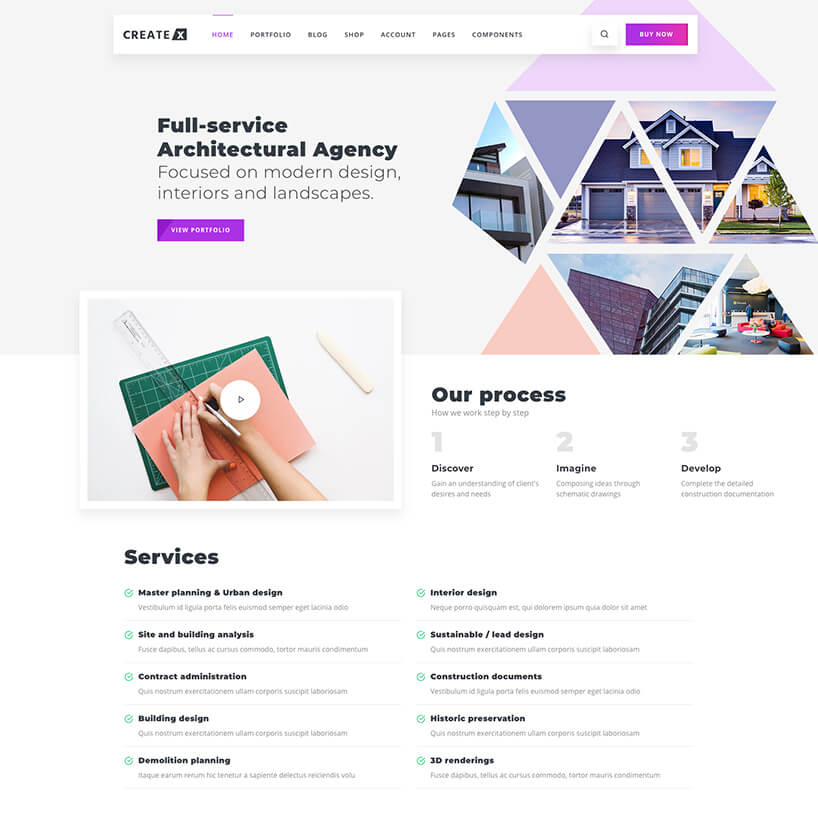 CREATE X
HOME PORTFOLIO BLOG SHOP ACCOUNT PAGES COMPONENTS
BUY NOW
Full-service
Architectural Agency
Focused on modern design,
interiors and landscapes.
VIEW PORTFOLIO
Our process
How we work step by step
1 2 3
Discover Imagine Develop
Gain an understanding of client's Composing ideas through Complete the detailed
desires and needs schematic drawings construction documentation
Services
Master planning & Urban design
Vestibulum id ligula porta felis euismod semper eget lacinia odio
Interior design
Neque porro quisquam est, qui dolorem ipsum quia dolor sit amet
Site and building analysis
Fusce dapibus, tellus ac cursus commodo, tortor mauris condimentum
Sustainable / lead design
Quis nostrum exercitationem ullam corporis suscipit laboriosam
Contract administration
Quis nostrum exercitationem ullam corporis suscipit laboriosam
Construction documents
Vestibulum id ligula porta felis euismod semper eget lacinia odio
Building design
Quis nostrum exercitationem ullam corporis suscipit laboriosam
Historic preservation
Quis nostrum exercitationem ullam corporis suscipit laboriosam
Demolition planning
Itaque earum rerum hic tenetur a sapiente delectus reiciendis volu
3D renderings
Fusce dapibus, tellus ac cursus commodo, tortor mauris condimentum